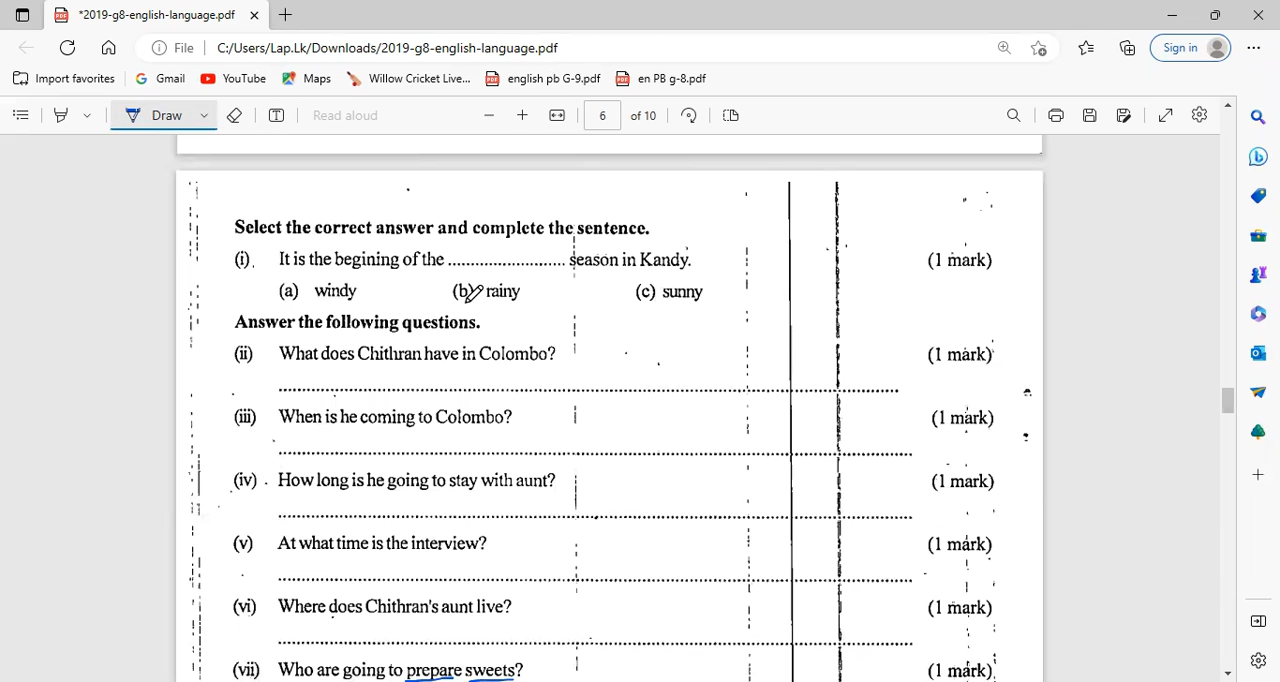 *2019-g8-english-language.pdf
File C:/Users/Lap.Lk/Downloads/2019-g8-english-language.pdf Sign in
Import favorites Gmail YouTube Maps Willow Cricket Live... english pb G-9.pdf en PB g-8.pdf
Draw Read aloud 6 of 10
Select the correct answer and complete the sentence.
(i). It is the begining of the .......................... season in Kandy. (1 mark)
(a) windy (b) rainy (c) sunny
Answer the following questions.
(ii) What does Chithran have in Colombo? (1 mark)
(iii) When is he coming to Colombo? (1 mark)
(iv) . How long is he going to stay with aunt? (1 mark)
(v) At what time is the interview? (1 mark)
(vi) Where does Chithran's aunt live? (1 mark)
(vii) Who are going to prepare sweets? (1 mark)